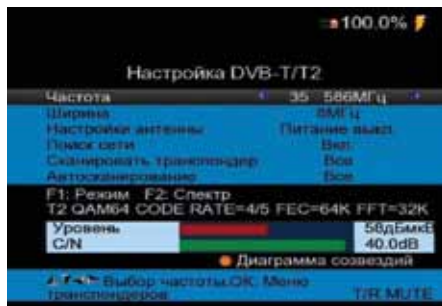 100.0%
Настройка DVB-T/T2
Частота 35 586МГц
Ширина 8МГц
Настройки антенны Питание выкл.
Поиск сети Вкл.
Сканировать транспондер Все
Автосканирование Все
F1: Режим F2: Спектр
T2 QAM64 CODE RATE=4/5 FEC=64K FFT=32K
Уровень 58дБмкВ
C/N 40.0dB
Диаграмма созвездий
Выбор частоты,OK: Меню
транспондеров T/R MUTE